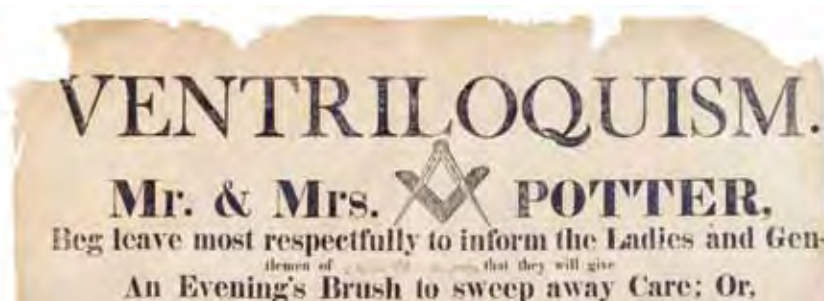 VENTRILOQUISM.
Mr. & Mrs. POTTER,
Beg leave most respectfully to inform the Ladies and Gen-
tlemen of that they will give
An Evening's Brush to sweep away Care; Or,